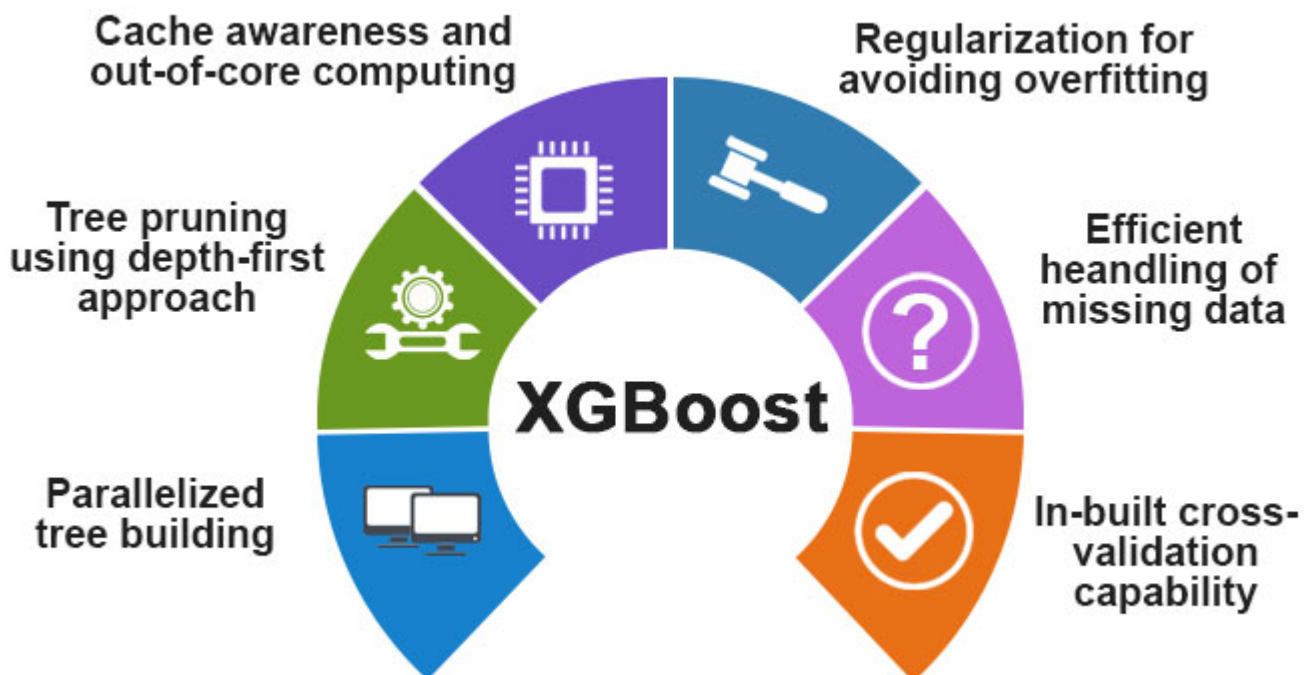 Cache awareness and
out-of-core computing
Regularization for
avoiding overfitting
Tree pruning
using depth-first
approach
Efficient
heandling of
missing data
XGBoost
Parallelized
tree building
In-built cross-
validation
capability